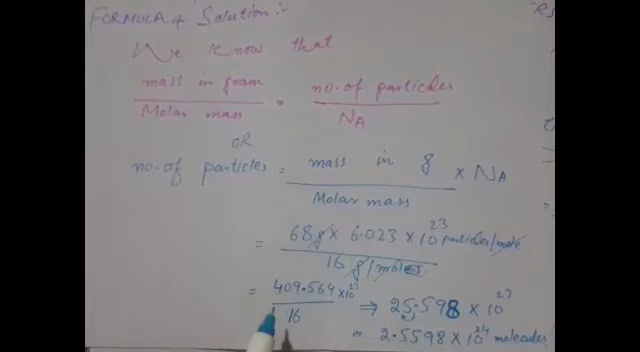 FORMULA & Solution:-
We know that
mass in gram / Molar mass = no. of particles / NA
OR
no. of particles = mass in g / Molar mass × NA
= 68g × 6.023 × 10^23 particles/mole / 16 g/moles
= 409.564 × 10^23 / 16 ⇒ 25.598 × 10^23
or 2.5598 × 10^24 molecules